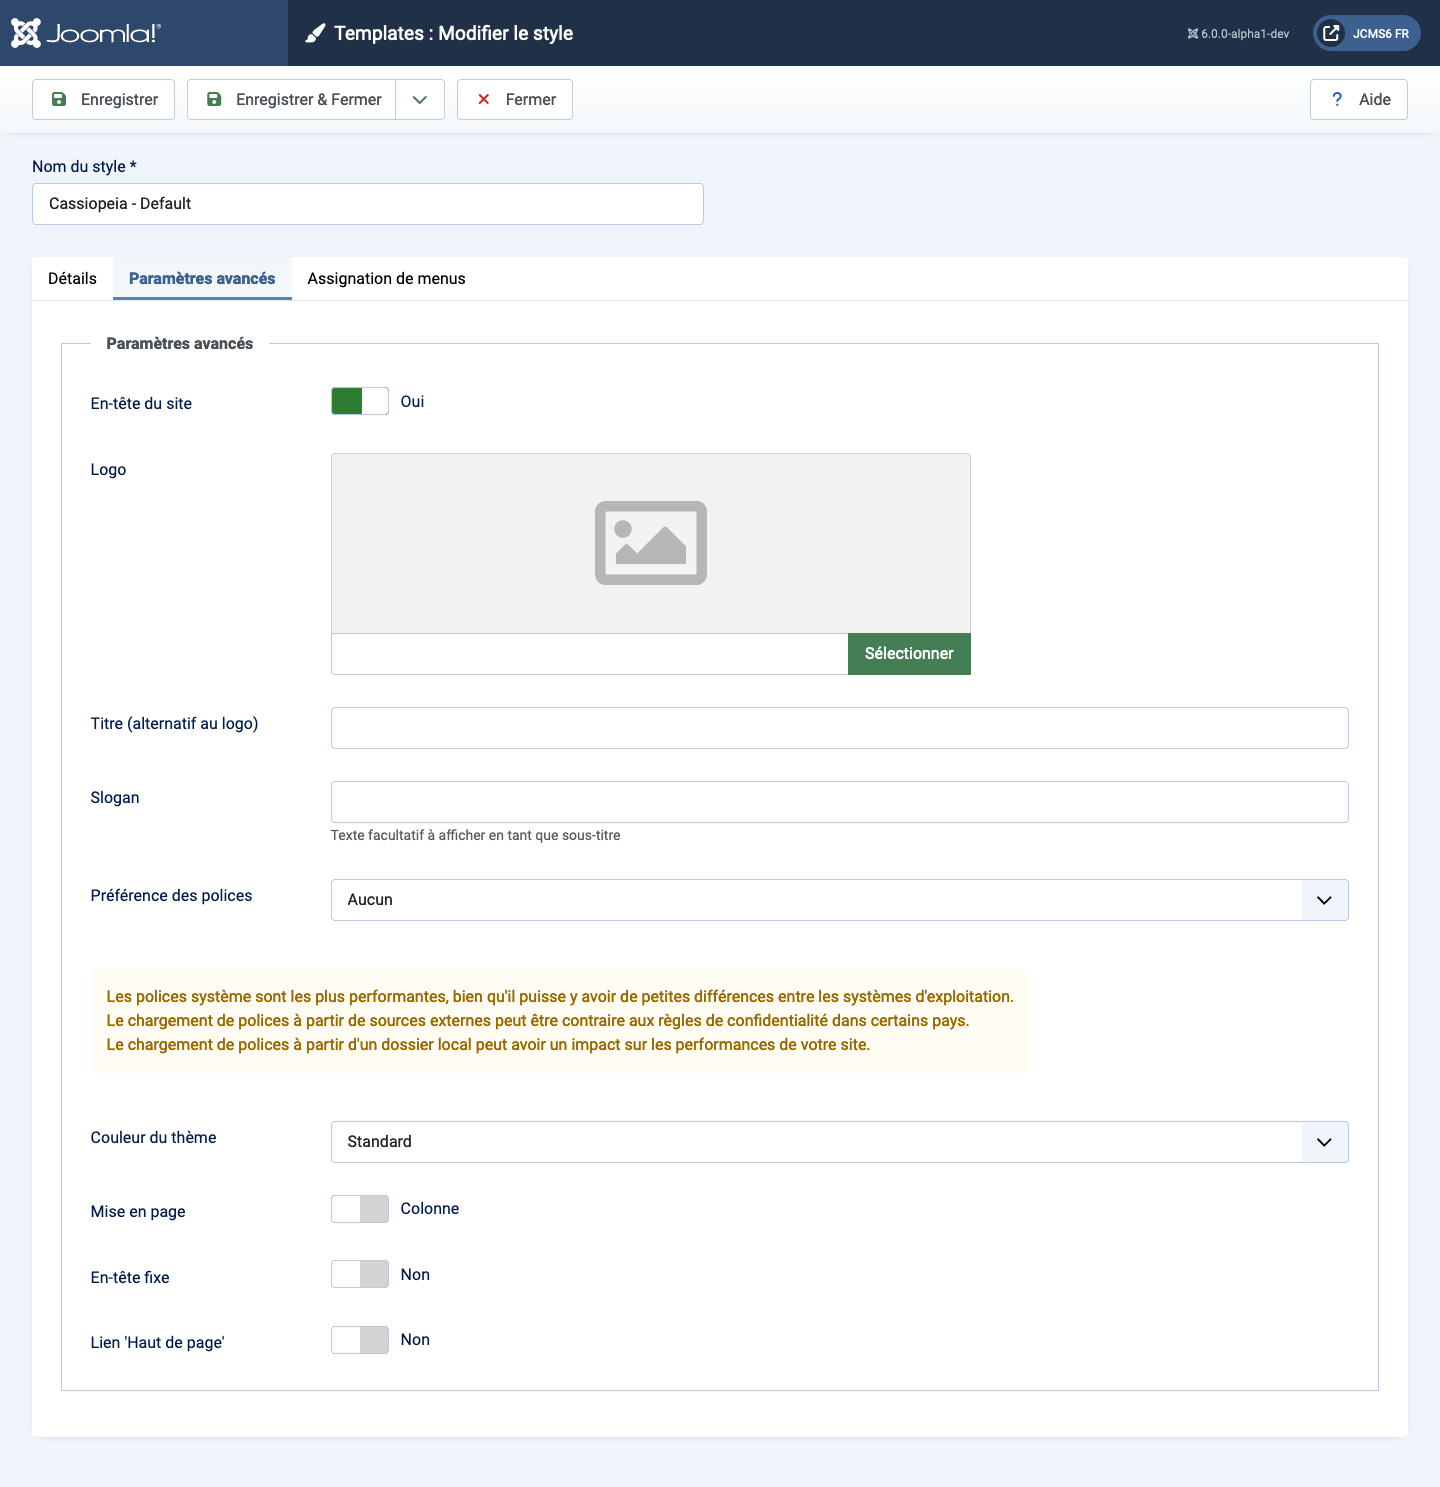 Joomla!®
Templates : Modifier le style
6.0.0-alpha1-dev
JCMS6 FR
Enregistrer
Enregistrer & Fermer
Fermer
? Aide
Nom du style *
Cassiopeia - Default
Détails
Paramètres avancés
Assignation de menus
Paramètres avancés
En-tête du site
Oui
Logo
Sélectionner
Titre (alternatif au logo)
Slogan
Texte facultatif à afficher en tant que sous-titre
Préférence des polices
Aucun
Les polices système sont les plus performantes, bien qu'il puisse y avoir de petites différences entre les systèmes d'exploitation.
Le chargement de polices à partir de sources externes peut être contraire aux règles de confidentialité dans certains pays.
Le chargement de polices à partir d'un dossier local peut avoir un impact sur les performances de votre site.
Couleur du thème
Standard
Mise en page
Colonne
En-tête fixe
Non
Lien 'Haut de page'
Non